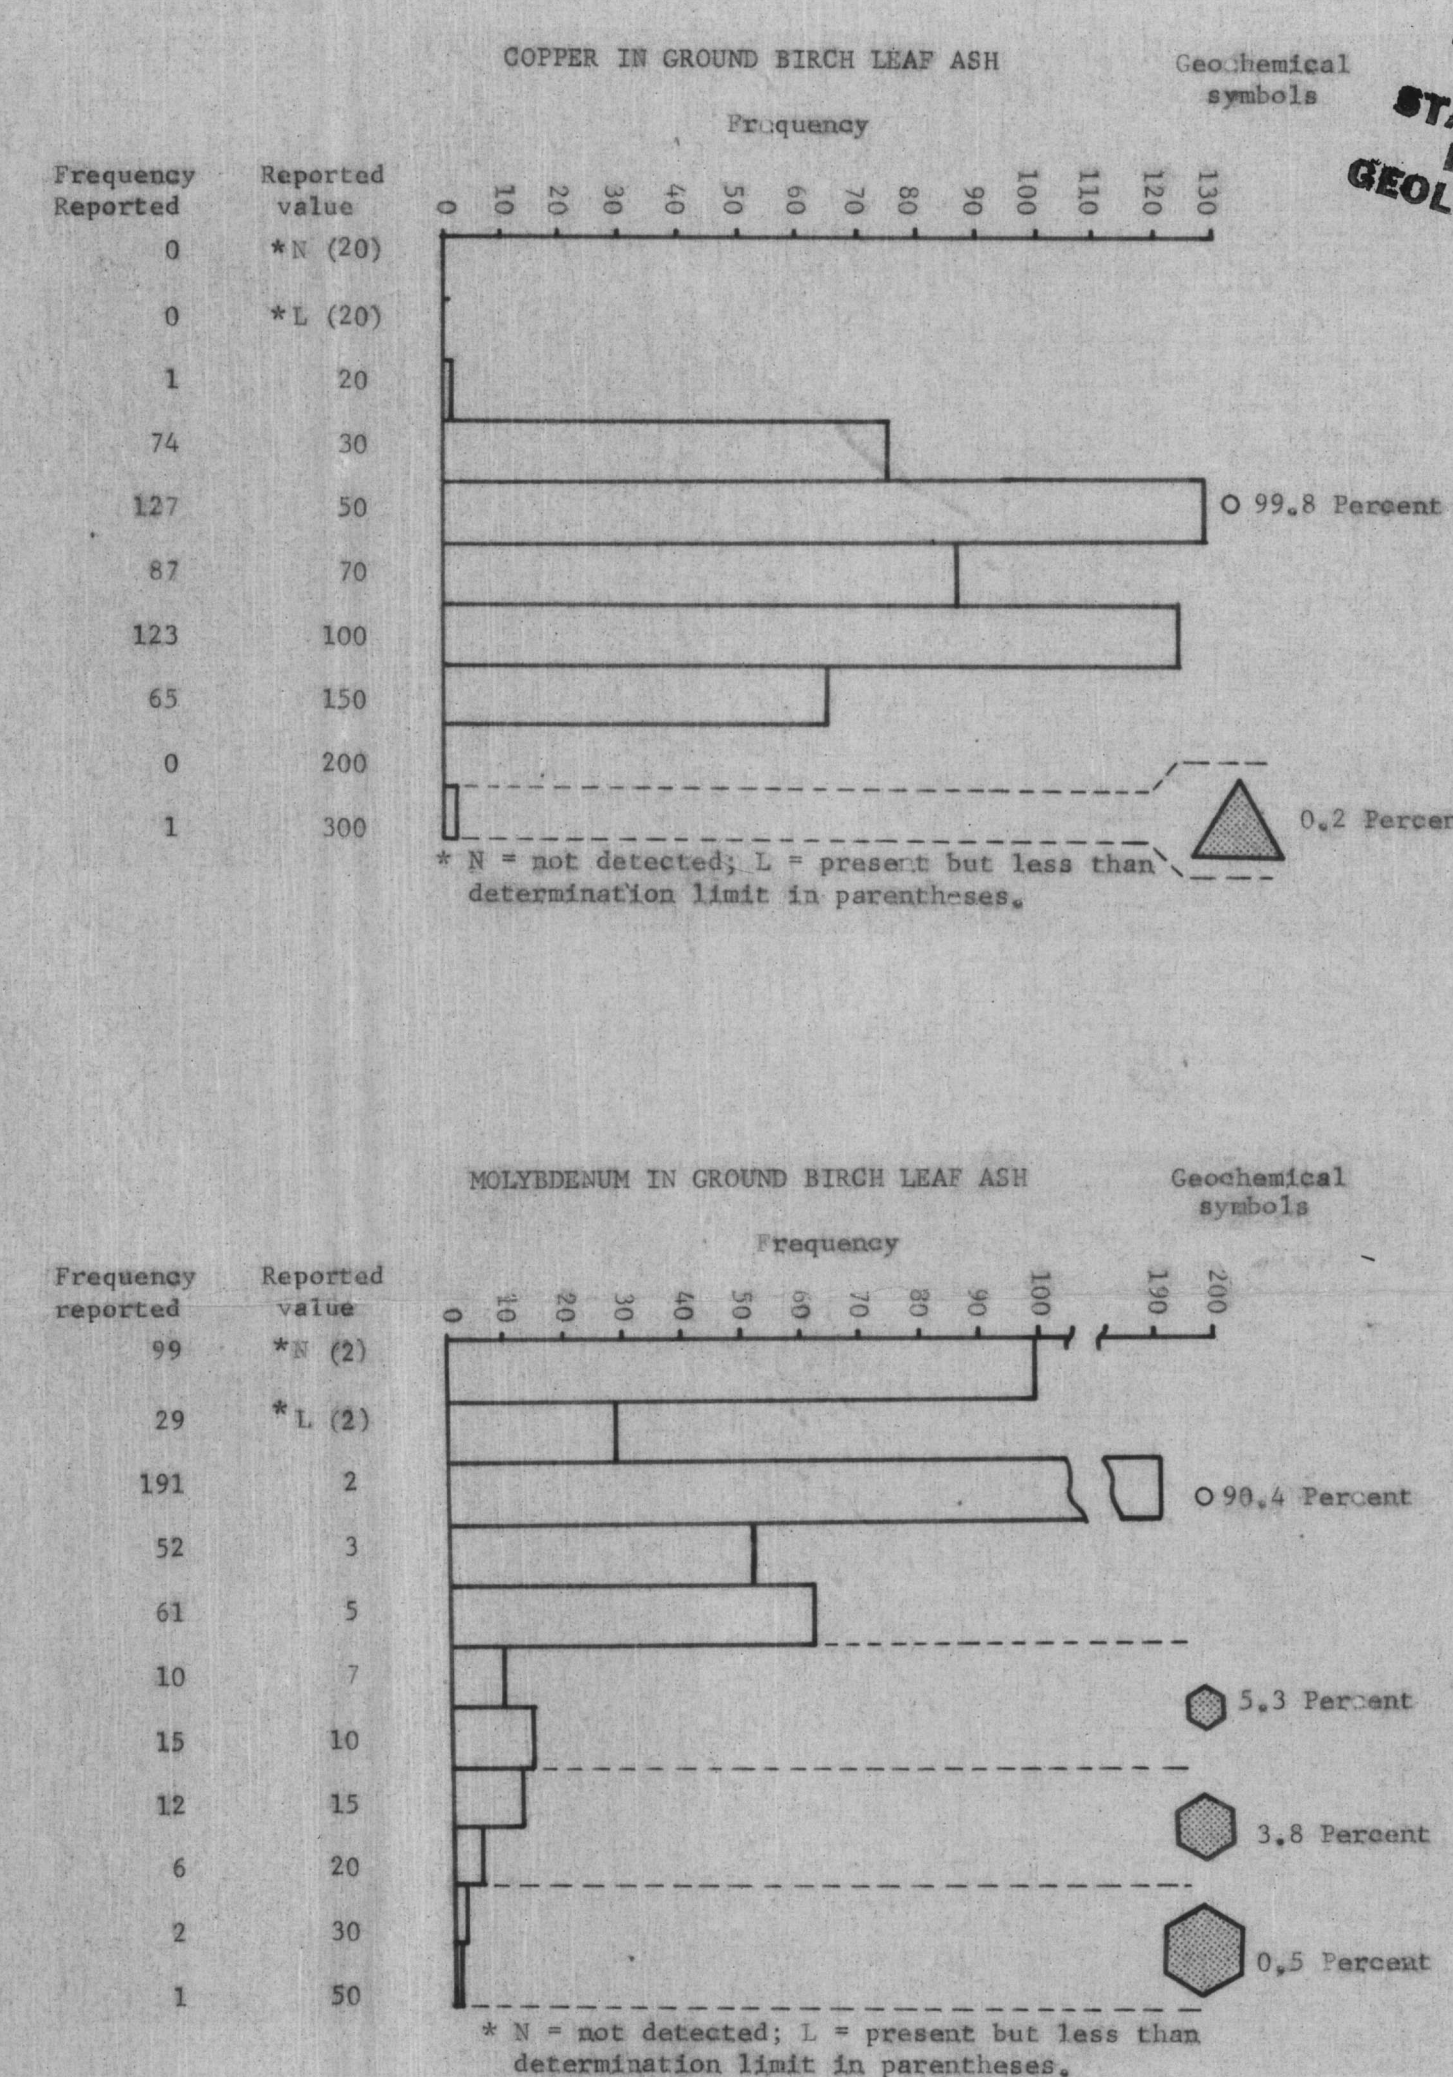 COPPER IN GROUND BIRCH LEAF ASH
Geochemical
symbols
STA
GEOL
Frequency
Frequency Reported
Reported value
0 10 20 30 40 50 60 70 80 90 100 110 120 130
0 *N (20)
0 *L (20)
1 20
74 30
127 50 99.8 Percent
87 70
123 100
65 150
0 200
1 300 0.2 Percen
* N = not detected; L = present but less than
determination limit in parentheses.
MOLYBDENUM IN GROUND BIRCH LEAF ASH
Geochemical
symbols
Frequency
Frequency reported
Reported value
0 10 20 30 40 50 60 70 80 90 100 190 200
99 *N (2)
29 *L (2)
191 2 90.4 Percent
52 3
61 5
10 7 5.3 Percent
15 10
12 15 3.8 Percent
6 20
2 30 0.5 Percent
1 50
* N = not detected; L = present but less than
determination limit in parentheses.